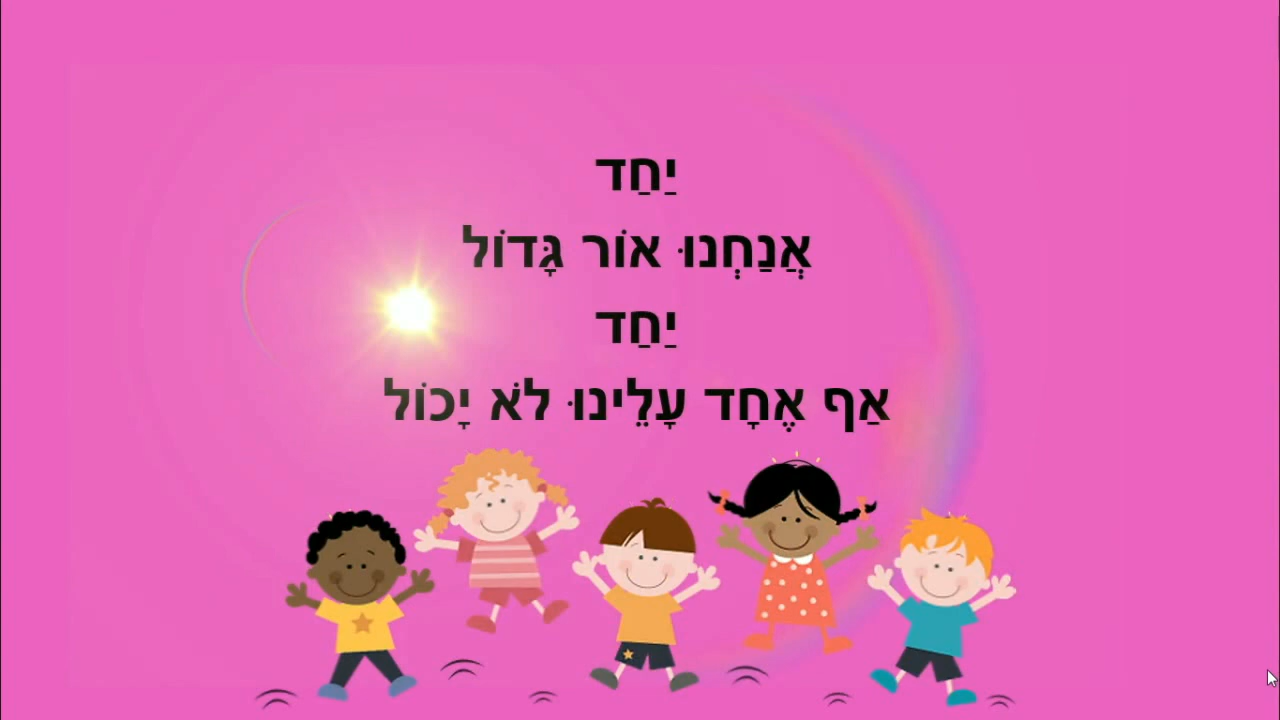 יַחַד
אֲנַחְנוּ אוֹר גָּדוֹל
יַחַד
אַף אֶחָד עָלֵינוּ לֹא יָכוֹל